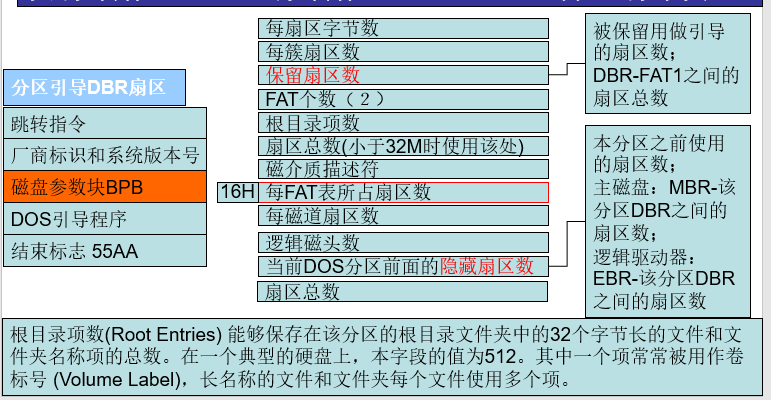 分区引导DBR扇区
跳转指令
厂商标识和系统版本号
磁盘参数块BPB
DOS引导程序
结束标志 55AA
每扇区字节数
每簇扇区数
保留扇区数
FAT个数（2）
根目录项数
扇区总数(小于32M时使用该处)
磁介质描述符
16H
每FAT表所占扇区数
每磁道扇区数
逻辑磁头数
当前DOS分区前面的隐藏扇区数
扇区总数
被保留用做引导
的扇区数；
DBR-FAT1之间的
扇区总数
本分区之前使用
的扇区数；
主磁盘：MBR-该
分区DBR之间的
扇区数；
逻辑驱动器：
EBR-该分区DBR
之间的扇区数
根目录项数(Root Entries) 能够保存在该分区的根目录文件夹中的32个字节长的文件和文
件夹名称项的总数。在一个典型的硬盘上，本字段的值为512。其中一个项常常被用作卷
标号 (Volume Label)，长名称的文件和文件夹每个文件使用多个项。